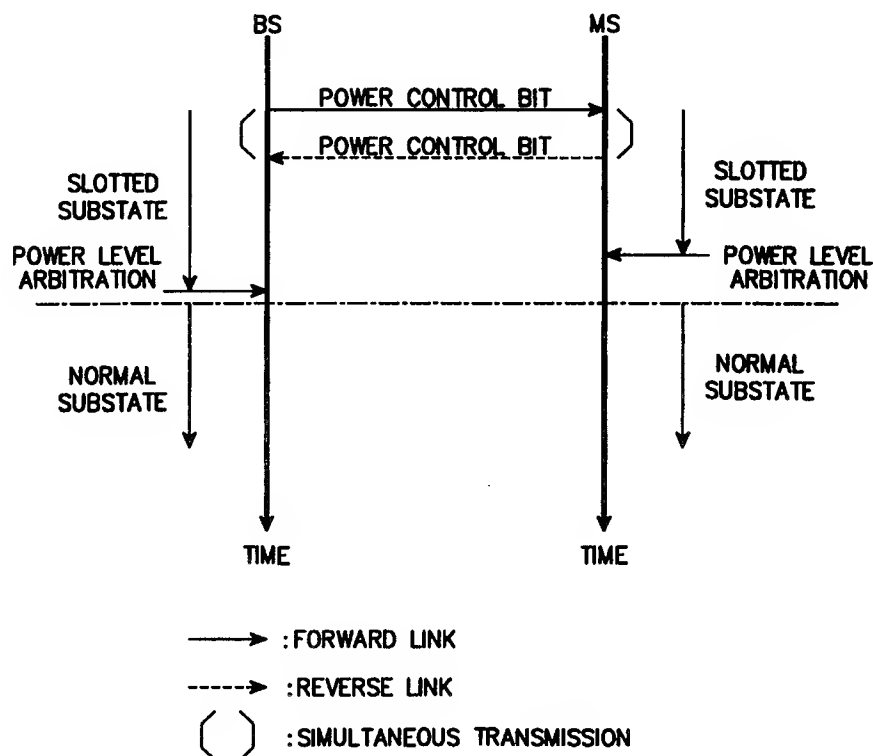 BS
MS
POWER CONTROL BIT
POWER CONTROL BIT
SLOTTED
SUBSTATE
SLOTTED
SUBSTATE
POWER LEVEL
ARBITRATION
POWER LEVEL
ARBITRATION
NORMAL
SUBSTATE
NORMAL
SUBSTATE
TIME
TIME
:FORWARD LINK
:REVERSE LINK
:SIMULTANEOUS TRANSMISSION